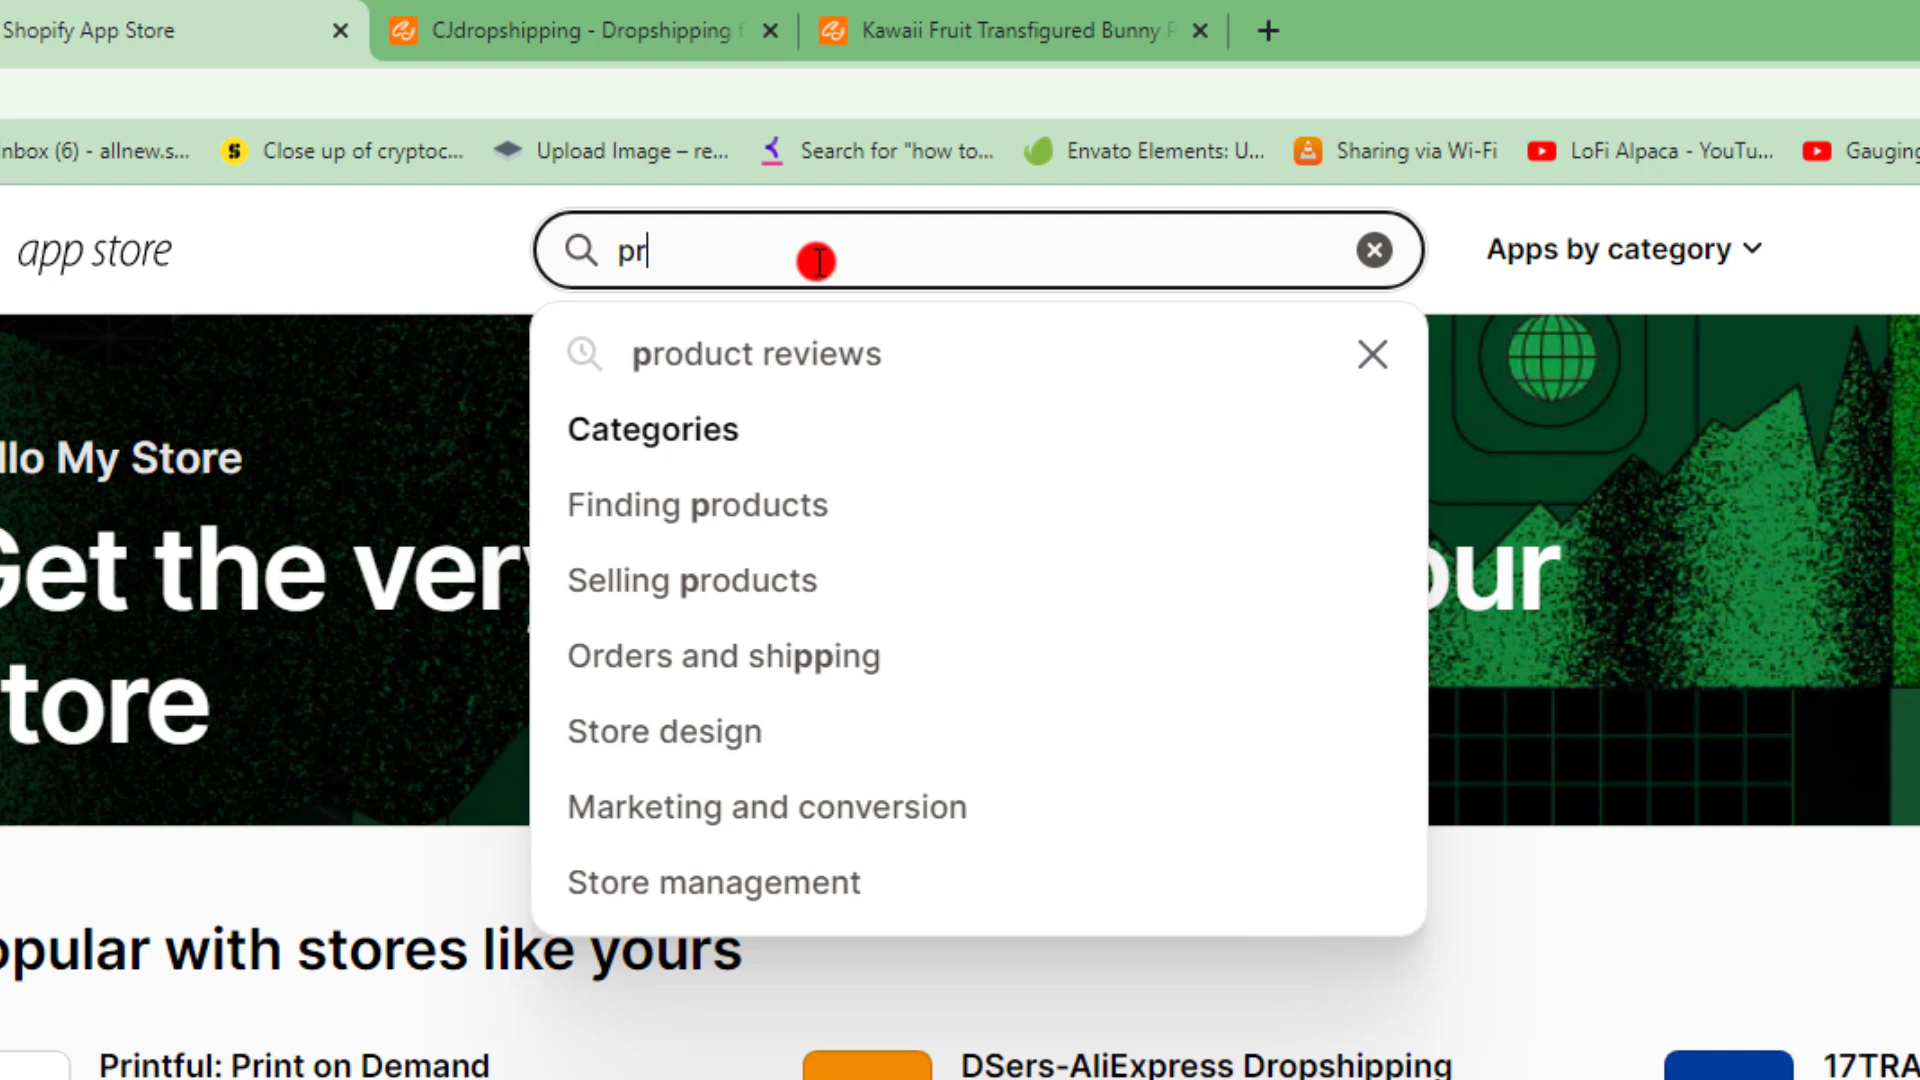 Shopify App Store
CJdropshipping - Dropshipping f
Kawaii Fruit Transfigured Bunny P
nbox (6) - allnew.s...
Close up of cryptoc...
Upload Image – re...
Search for "how to...
Envato Elements: U...
Sharing via Wi-Fi
LoFi Alpaca - YouTu...
Gauging
app store
pr
Apps by category
product reviews
Categories
Finding products
Selling products
Orders and shipping
Store design
Marketing and conversion
Store management
llo My Store
Get the very
our
tore
opular with stores like yours
Printful: Print on Demand
DSers-AliExpress Dropshipping
17TRA